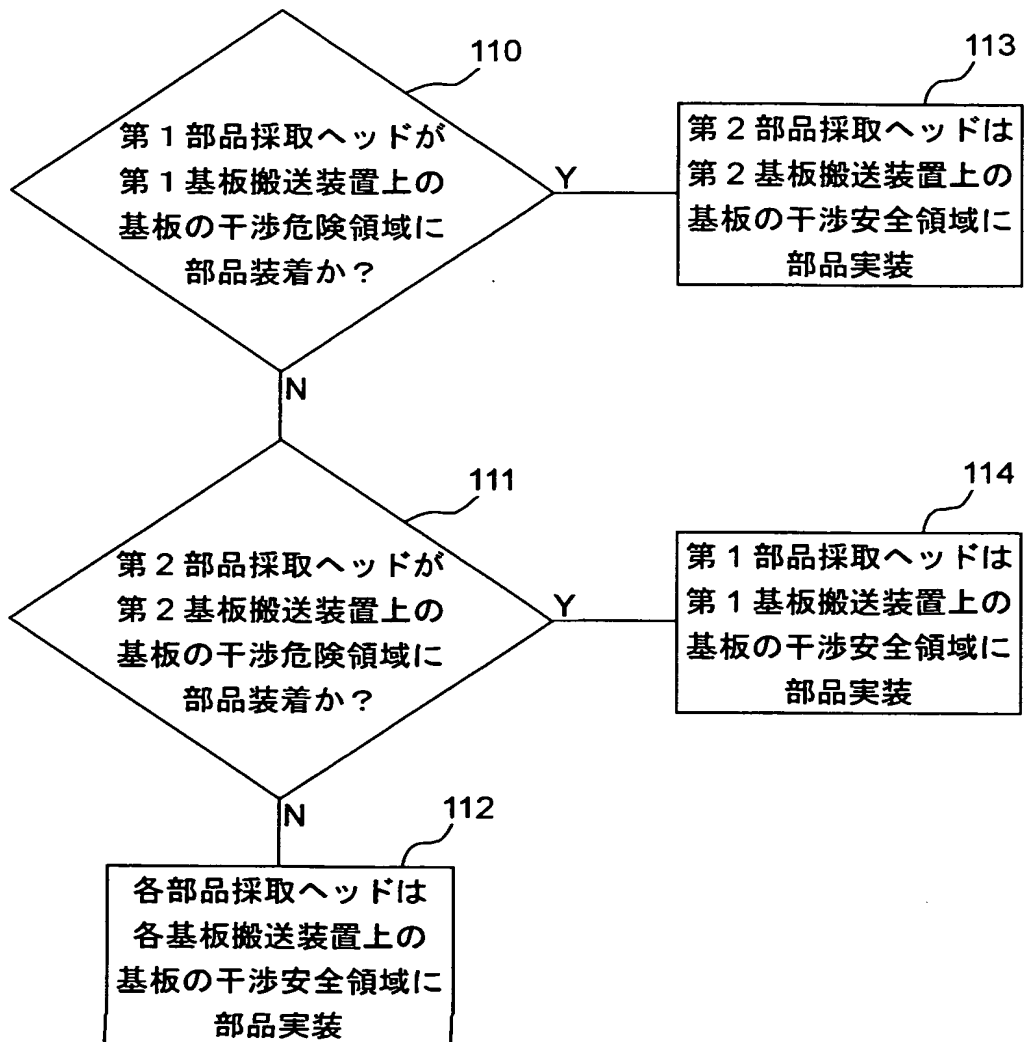 110
第1部品採取ヘッドが
第1基板搬送装置上の
基板の干渉危険領域に
部品装着か?
Y
N
113
第2部品採取ヘッドは
第2基板搬送装置上の
基板の干渉安全領域に
部品実装
111
第2部品採取ヘッドが
第2基板搬送装置上の
基板の干渉危険領域に
部品装着か?
Y
N
114
第1部品採取ヘッドは
第1基板搬送装置上の
基板の干渉安全領域に
部品実装
112
各部品採取ヘッドは
各基板搬送装置上の
基板の干渉安全領域に
部品実装